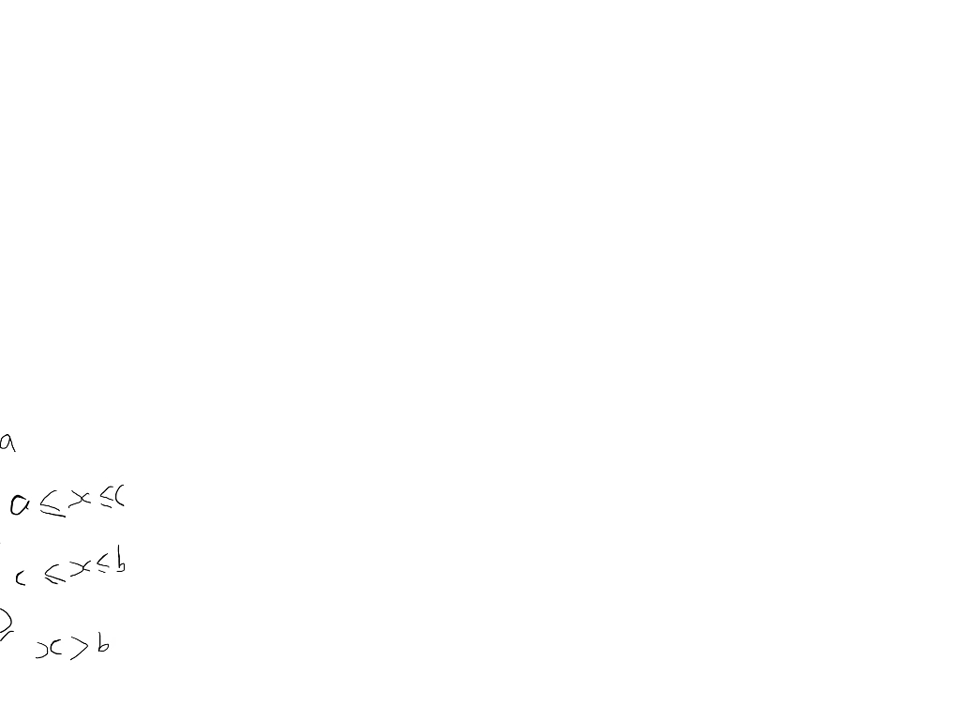 a
a ≤ x ≤ c
c ≤ x ≤ b
x > b